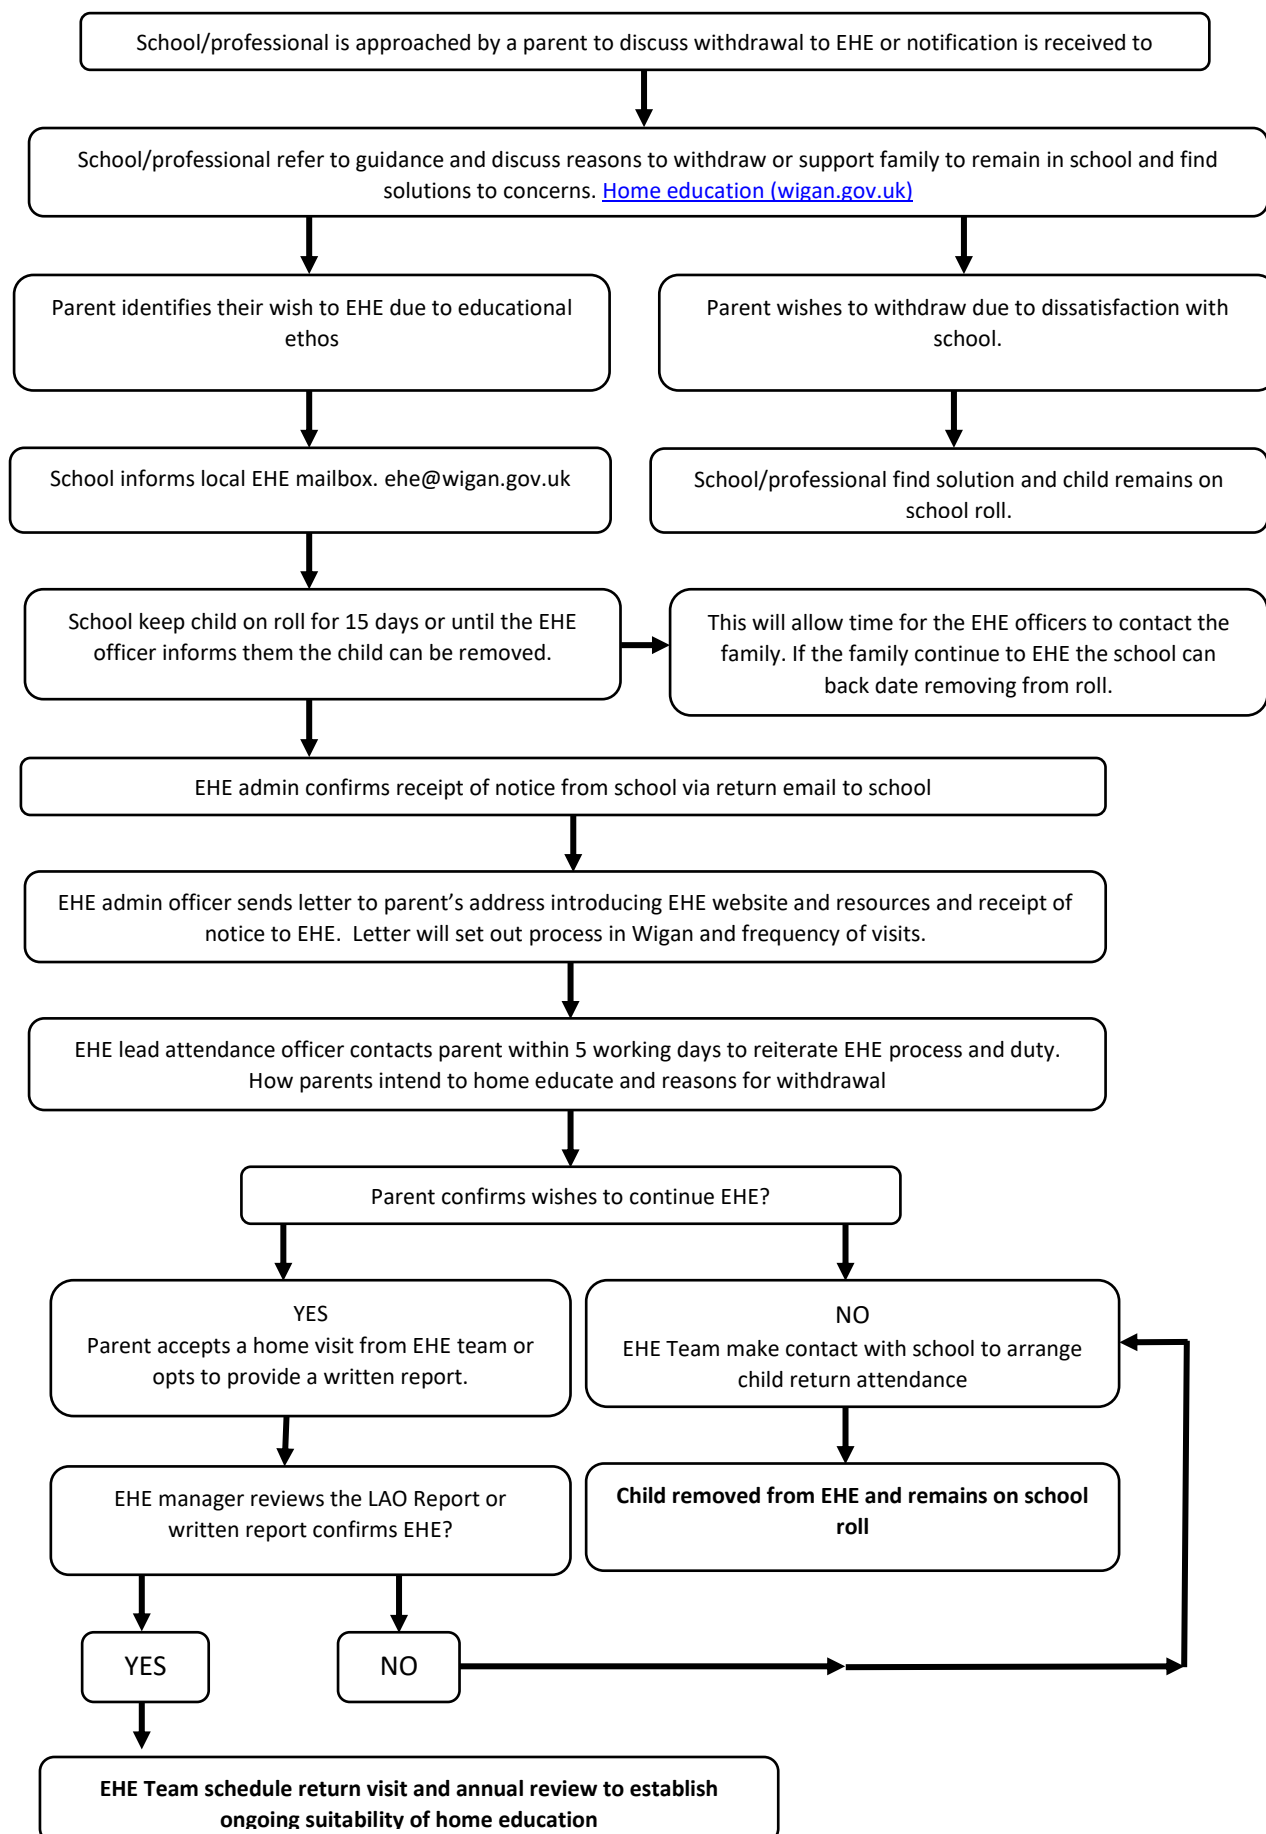 School/professional is approached by a parent to discuss withdrawal to EHE or notification is received to
School/professional refer to guidance and discuss reasons to withdraw or support family to remain in school and find
solutions to concerns. Home education (wigan.gov.uk)
Parent identifies their wish to EHE due to educational
ethos
Parent wishes to withdraw due to dissatisfaction with
school.
School informs local EHE mailbox. ehe@wigan.gov.uk
School/professional find solution and child remains on
school roll.
School keep child on roll for 15 days or until the EHE
officer informs them the child can be removed.
This will allow time for the EHE officers to contact the
family. If the family continue to EHE the school can
back date removing from roll.
EHE admin confirms receipt of notice from school via return email to school
EHE admin officer sends letter to parent’s address introducing EHE website and resources and receipt of
notice to EHE.  Letter will set out process in Wigan and frequency of visits.
EHE lead attendance officer contacts parent within 5 working days to reiterate EHE process and duty.
How parents intend to home educate and reasons for withdrawal
Parent confirms wishes to continue EHE?
YES
Parent accepts a home visit from EHE team or
opts to provide a written report.
NO
EHE Team make contact with school to arrange
child return attendance
EHE manager reviews the LAO Report or
written report confirms EHE?
Child removed from EHE and remains on school
roll
YES
NO
EHE Team schedule return visit and annual review to establish
ongoing suitability of home education